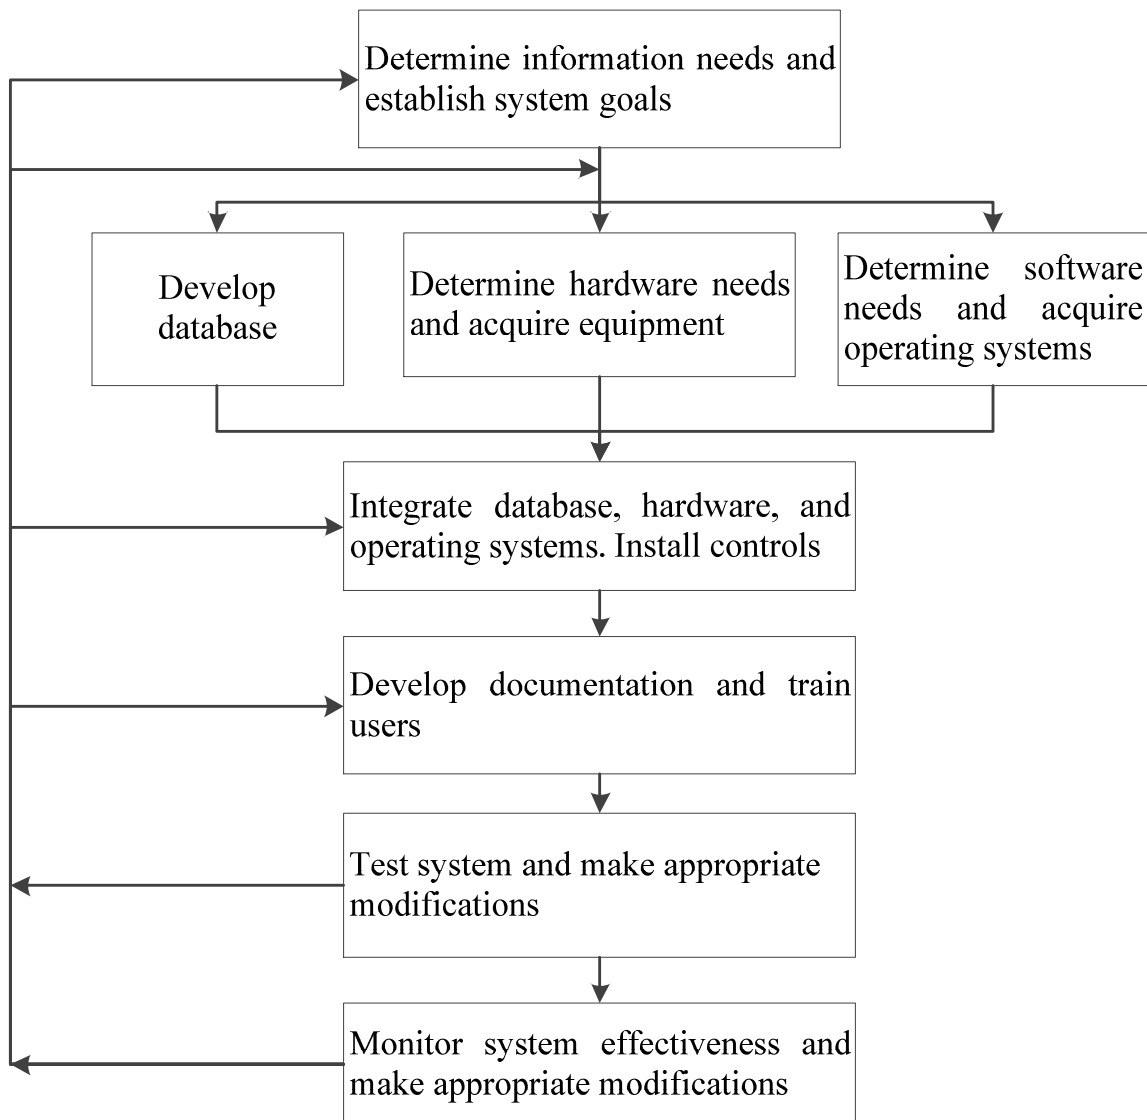 Determine information needs and
establish system goals
Develop
database
Determine hardware needs
and acquire equipment
Determine software
needs and acquire
operating systems
Integrate database, hardware, and
operating systems. Install controls
Develop documentation and train
users
Test system and make appropriate
modifications
Monitor system effectiveness and
make appropriate modifications